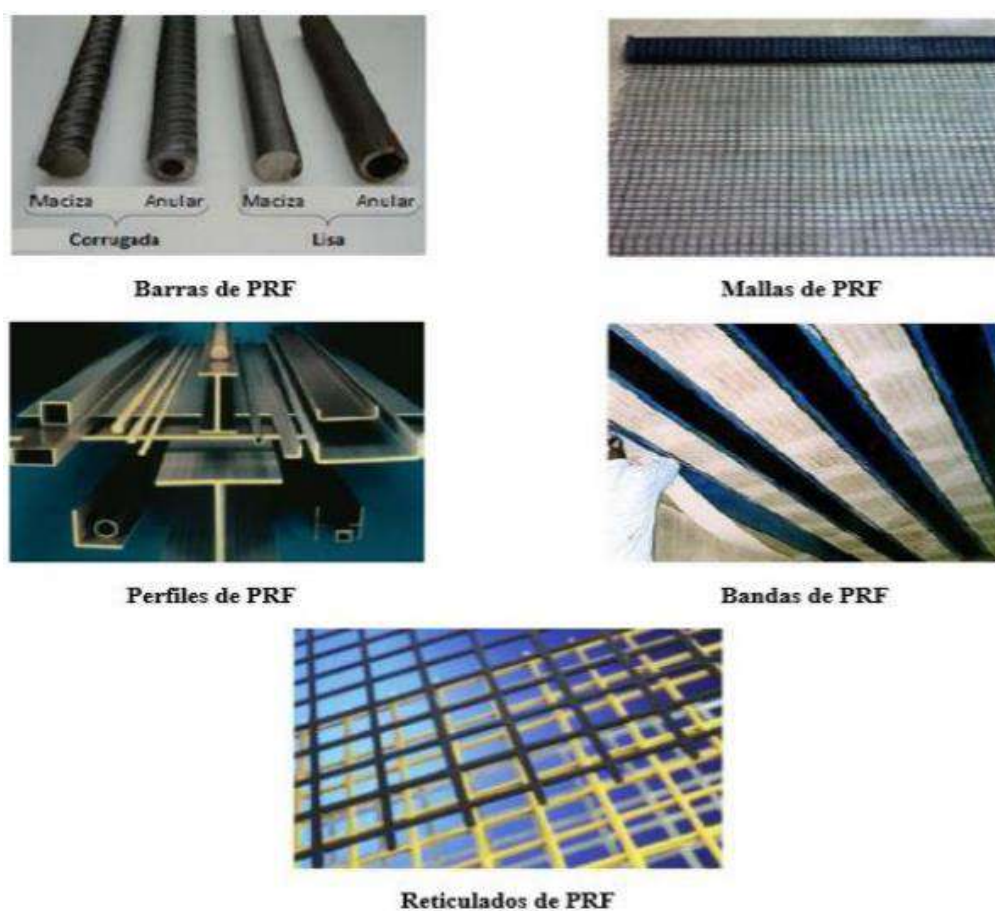 Maciza Anular Maciza Anular
Corrugada Lisa
Barras de PRF
Mallas de PRF
Perfiles de PRF
Bandas de PRF
Reticulados de PRF